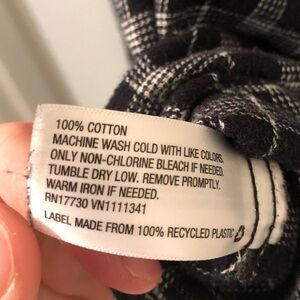 100% COTTON
MACHINE WASH COLD WITH LIKE COLORS.
ONLY NON-CHLORINE BLEACH IF NEEDED.
TUMBLE DRY LOW. REMOVE PROMPTLY.
WARM IRON IF NEEDED.
RN17730 VN1111341
LABEL MADE FROM 100% RECYCLED PLASTIC